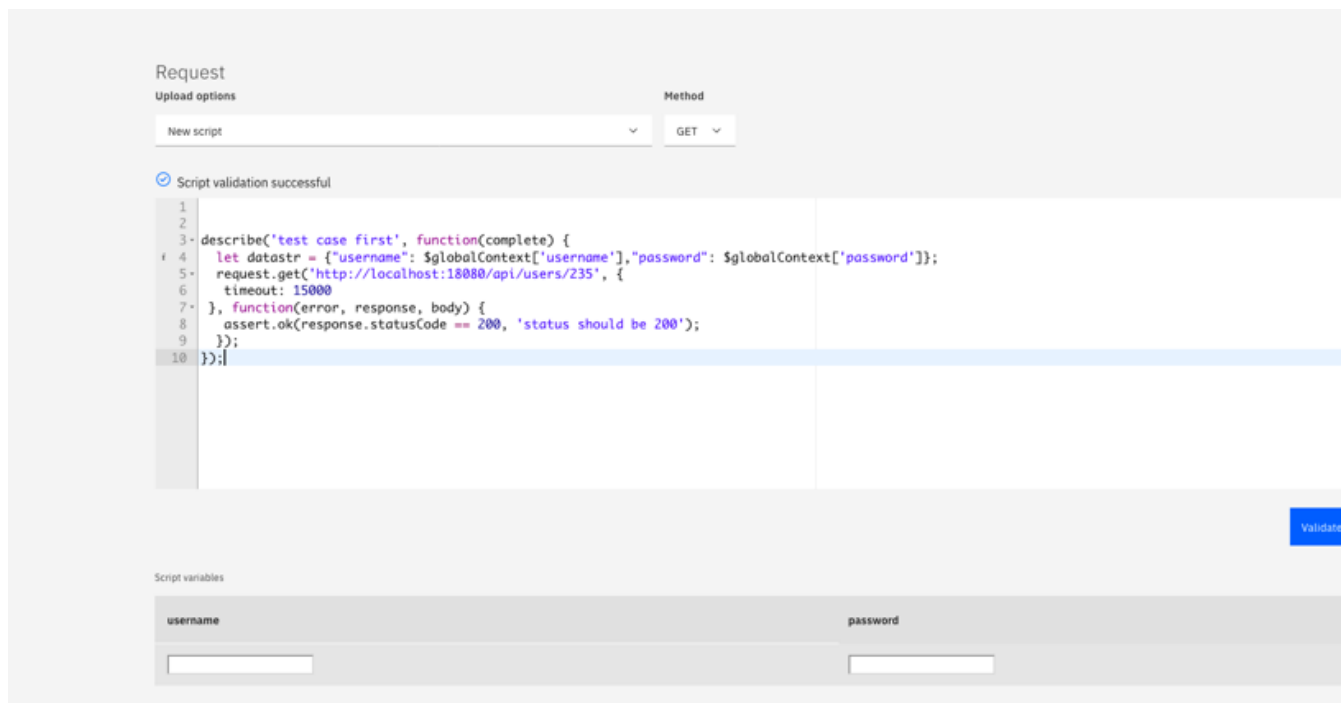 Request
Upload options
Method
New script
GET
Script validation successful
1
2
3 describe('test case first', function(complete) {
i 4 let datastr = {"username": $globalContext['username'],"password": $globalContext['password']};
5 request.get('http://localhost:18080/api/users/235', {
6 timeout: 15000
7 }, function(error, response, body) {
8 assert.ok(response.statusCode == 200, 'status should be 200');
9 });
10 });
Validate
Script variables
username
password